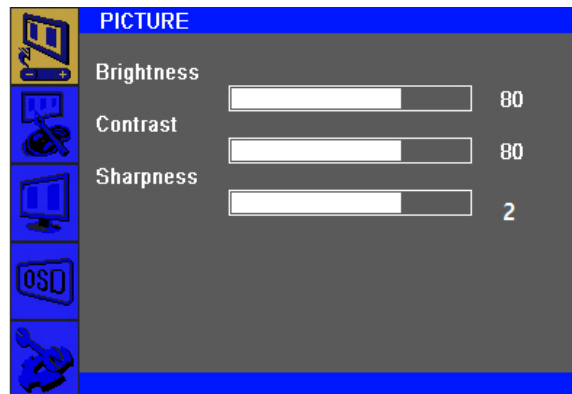 PICTURE
Brightness
80
Contrast
80
Sharpness
2
OSD